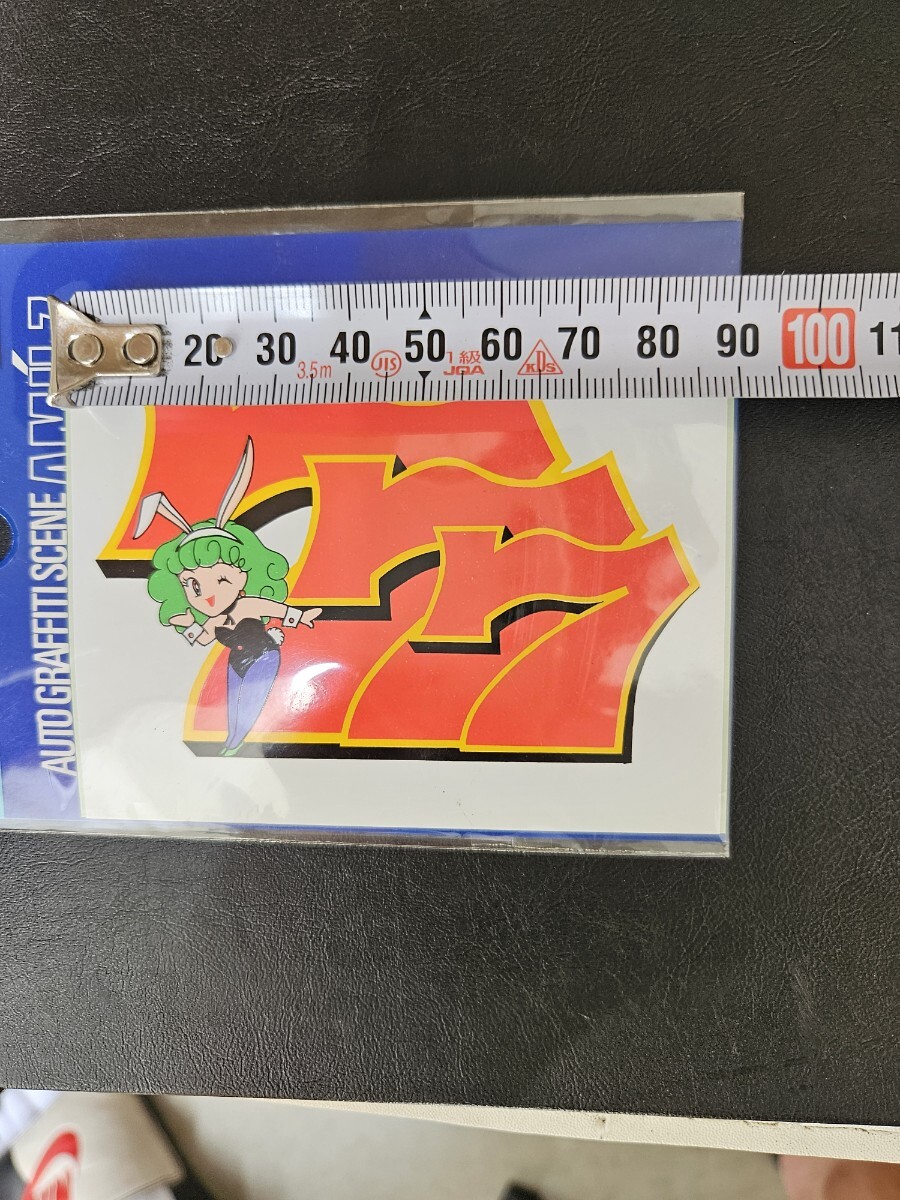 20 30 40 50 60 70 80 90 100 11
3.5m JIS 1級 JQA KDS
AUTO GRAFFITI SCENE
777